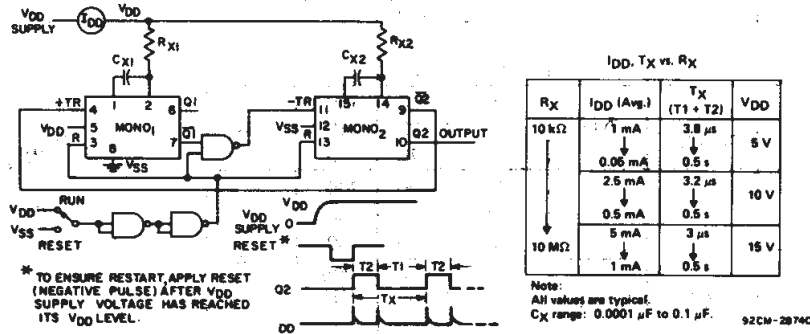 VDD SUPPLY
IDD
VDD
RX1
RX2
CX1
CX2
+TR
1
2
4
6
Q1
VDD
5
MONO1
R
3
7
Q1
8
VSS
-TR
15
14
11
9
Q2
VSS
12
MONO2
R
13
10
Q2
OUTPUT
VDD
RUN
VSS
RESET
VDD
VDD SUPPLY
0
RESET*
T2
T1
T2
Q2
TX
DD
* TO ENSURE RESTART, APPLY RESET
(NEGATIVE PULSE) AFTER VDD
SUPPLY VOLTAGE HAS REACHED
ITS VDD LEVEL.
IDD, TX vs. RX
RX IDD (Avg.) TX (T1 + T2) VDD
10 kΩ 1 mA 3.8 µs
5 V
0.05 mA 0.5 s
2.5 mA 3.2 µs
10 V
0.5 mA 0.5 s
5 mA 3 µs
15 V
10 MΩ 1 mA 0.5 s
Note:
All values are typical.
CX range: 0.0001 µF to 0.1 µF.
92CM-28740